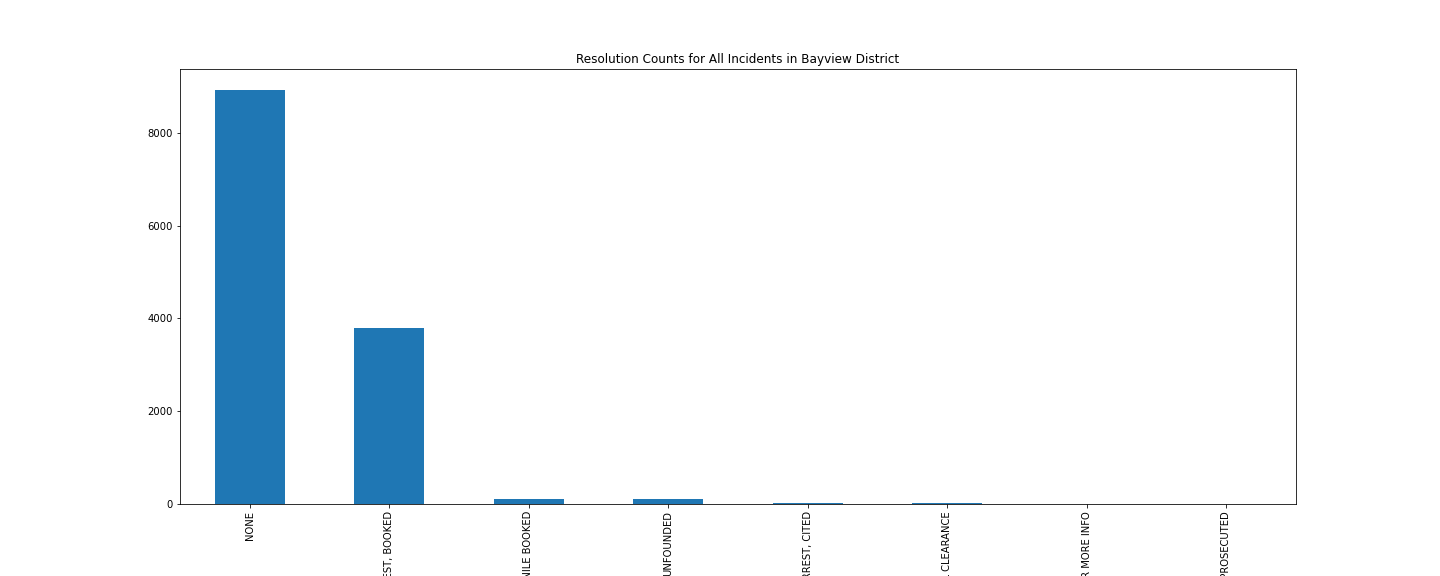 Resolution Counts for All Incidents in Bayview District
8000
6000
4000
2000
0
NONE
EST, BOOKED
NILE BOOKED
UNFOUNDED
RREST, CITED
CLEARANCE
R MORE INFO
PROSECUTED